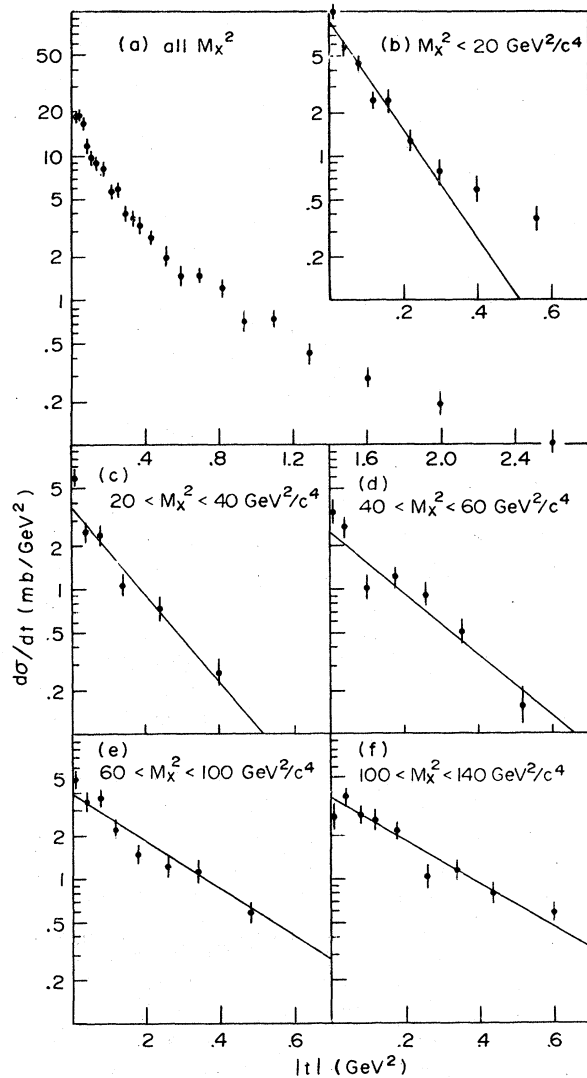 (a) all Mx²
(b) Mx² < 20 GeV²/c⁴
50
20
10
5
2
1
.5
.2
5
2
1
.5
.2
.2 .4 .6
.4 .8 1.2 1.6 2.0 2.4
(c)
20 < Mx² < 40 GeV²/c⁴
(d)
40 < Mx² < 60 GeV²/c⁴
5
2
1
.5
.2
dσ/dt (mb/GeV²)
(e)
60 < Mx² < 100 GeV²/c⁴
(f)
100 < Mx² < 140 GeV²/c⁴
5
2
1
.5
.2
.2 .4 .6
.2 .4 .6
|t| (GeV²)